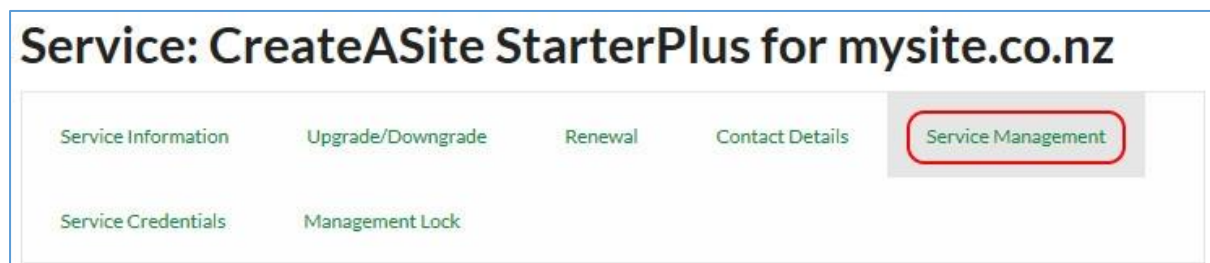 Service: CreateASite StarterPlus for mysite.co.nz
Service Information Upgrade/Downgrade Renewal Contact Details Service Management
Service Credentials Management Lock